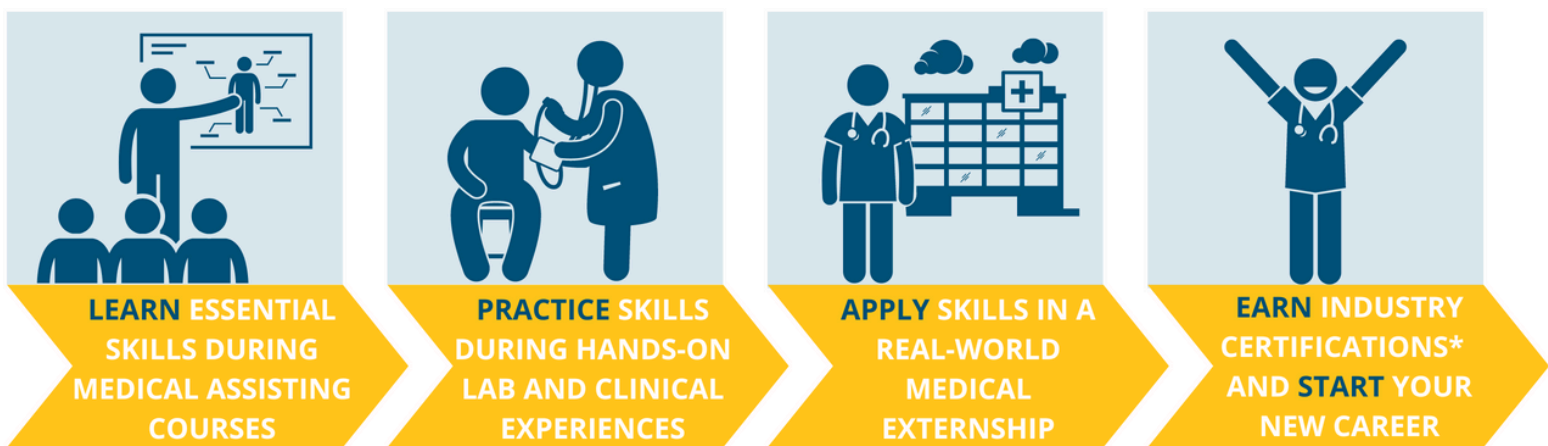 LEARN ESSENTIAL
SKILLS DURING
MEDICAL ASSISTING
COURSES
PRACTICE SKILLS
DURING HANDS-ON
LAB AND CLINICAL
EXPERIENCES
APPLY SKILLS IN A
REAL-WORLD
MEDICAL
EXTERNSHIP
EARN INDUSTRY
CERTIFICATIONS*
AND START YOUR
NEW CAREER